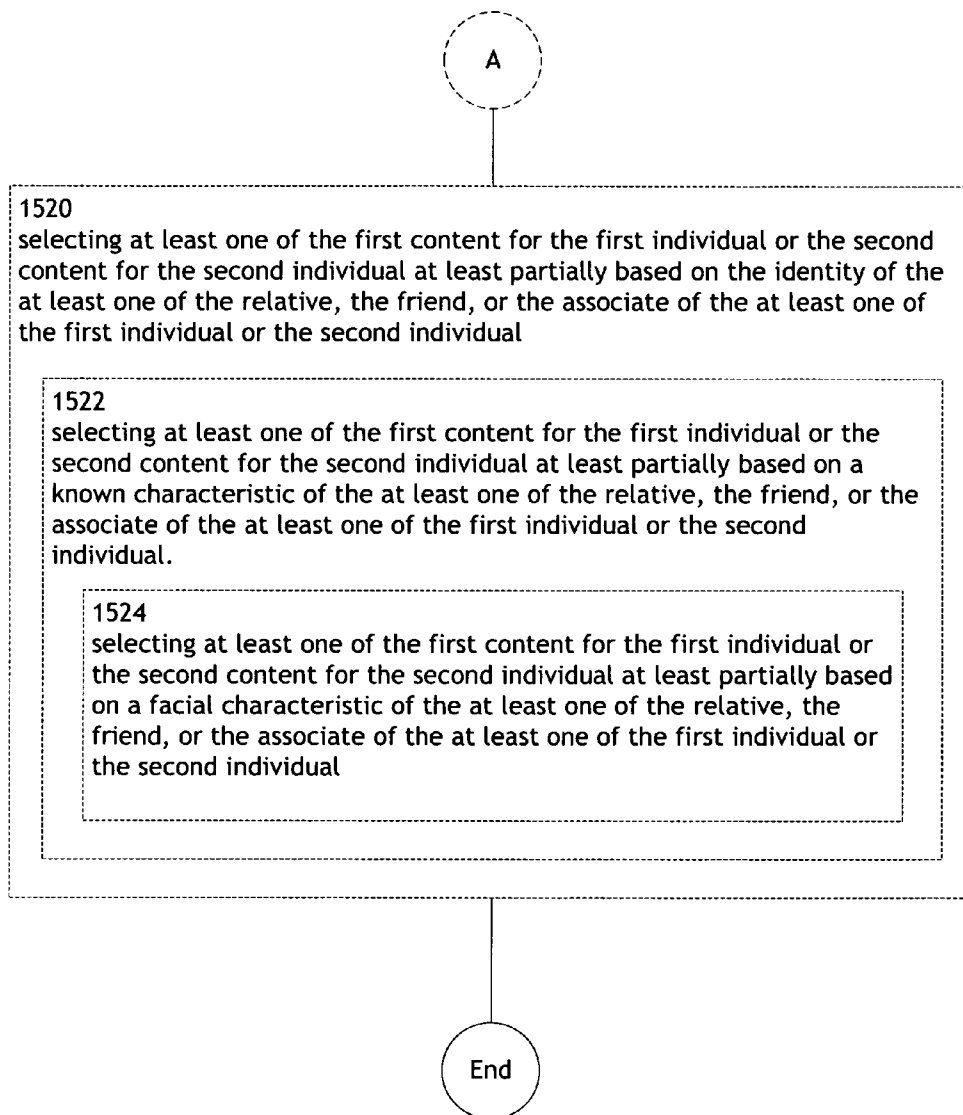 A
1520
selecting at least one of the first content for the first individual or the second
content for the second individual at least partially based on the identity of the
at least one of the relative, the friend, or the associate of the at least one of
the first individual or the second individual
1522
selecting at least one of the first content for the first individual or the
second content for the second individual at least partially based on a
known characteristic of the at least one of the relative, the friend, or the
associate of the at least one of the first individual or the second
individual.
1524
selecting at least one of the first content for the first individual or
the second content for the second individual at least partially based
on a facial characteristic of the at least one of the relative, the
friend, or the associate of the at least one of the first individual or
the second individual
End